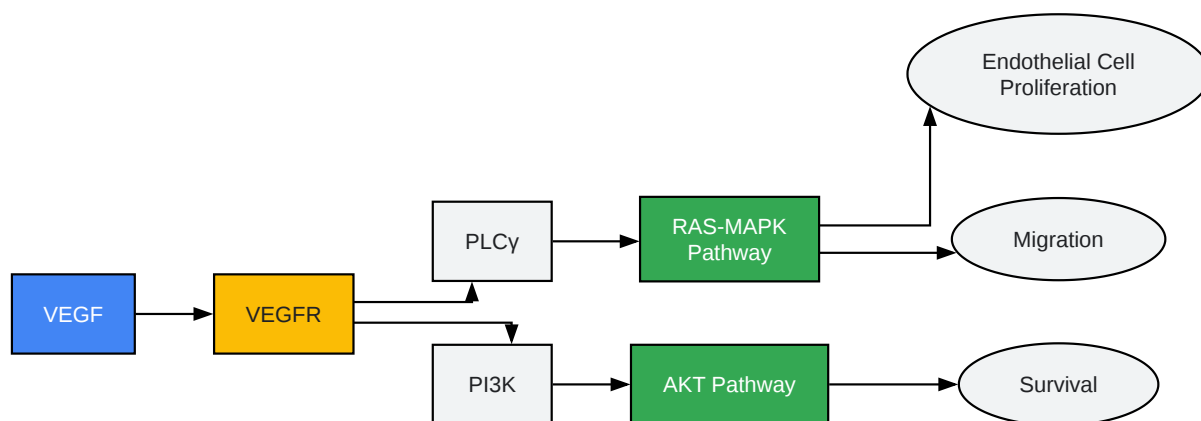 Endothelial Cell
Proliferation
PLCγ
RAS-MAPK
Pathway
Migration
VEGF
VEGFR
PI3K
AKT Pathway
Survival